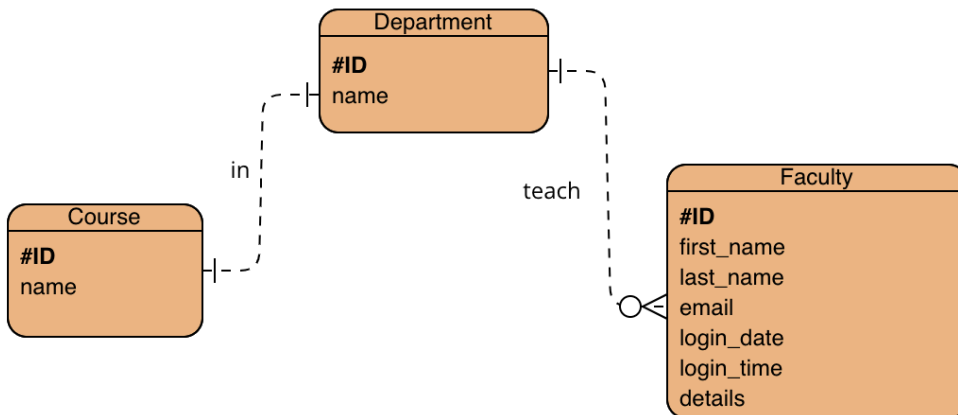 Department
#ID
name
in
Course
#ID
name
teach
Faculty
#ID
first_name
last_name
email
login_date
login_time
details